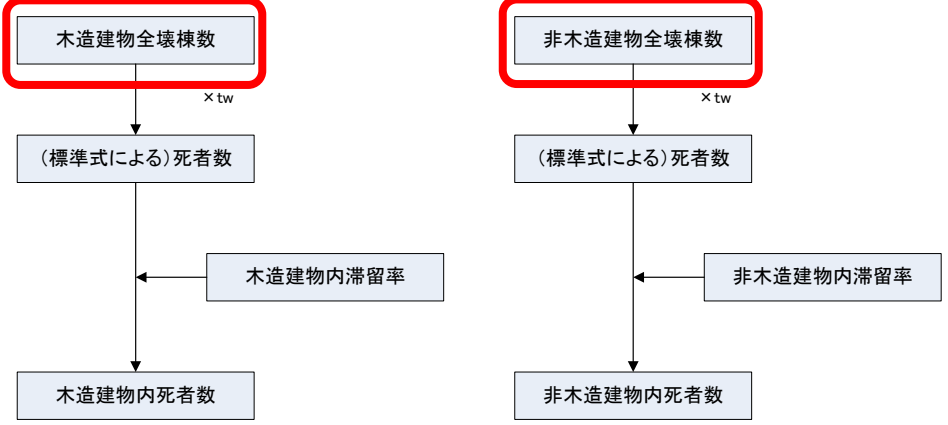 木造建物全壊棟数
×tw
(標準式による)死者数
木造建物内滞留率
木造建物内死者数
非木造建物全壊棟数
×tw
(標準式による)死者数
非木造建物内滞留率
非木造建物内死者数